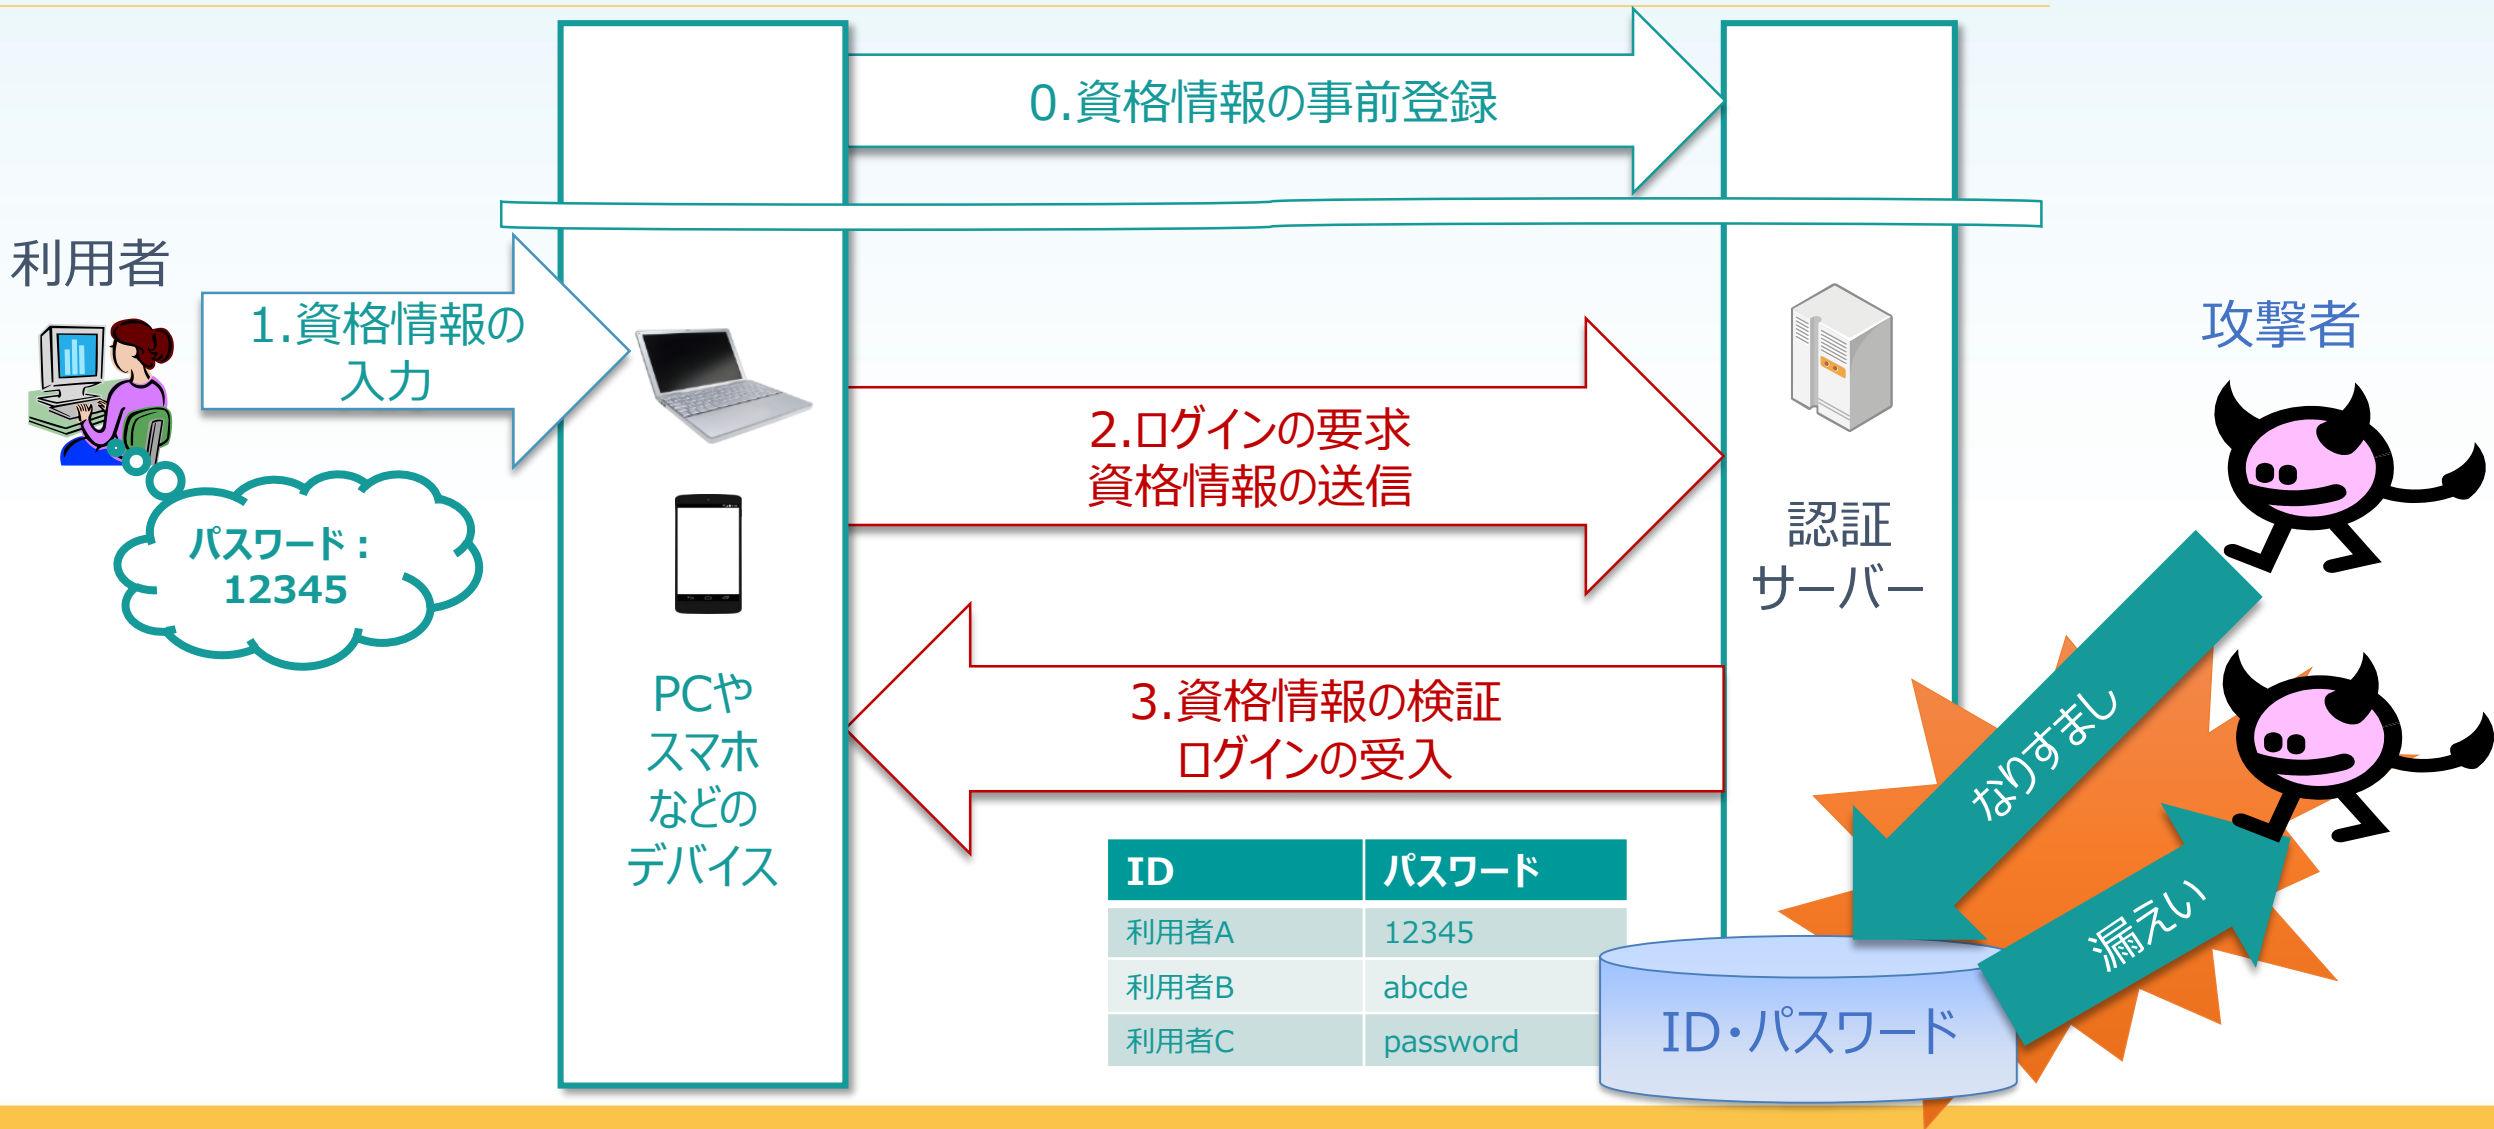 0.資格情報の事前登録
利用者
1.資格情報の
入力
攻撃者
2.ログインの要求
資格情報の送信
認証
サーバー
パスワード：
12345
PCや
スマホ
などの
デバイス
3.資格情報の検証
ログインの受入
なりすまし
漏えい
ID パスワード
利用者A 12345
利用者B abcde
利用者C password
ID・パスワード